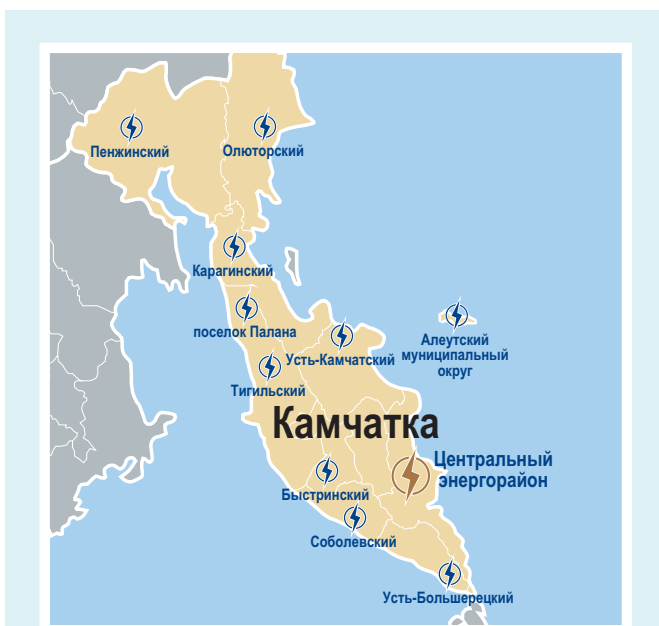 Пенжинский
Олюторский
Карагинский
поселок Палана
Усть-Камчатский
Алеутский
муниципальный
округ
Тигильский
Камчатка
Центральный
энергорайон
Быстринский
Соболевский
Усть-Большерецкий